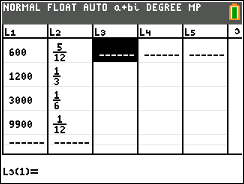 NORMAL FLOAT AUTO a+bi DEGREE MP
L1 L2 L3 L4 L5 3
600 5/12 ------ ------ ------
1200 1/3
3000 1/6
9900 1/12
------ ------
L3(1)=